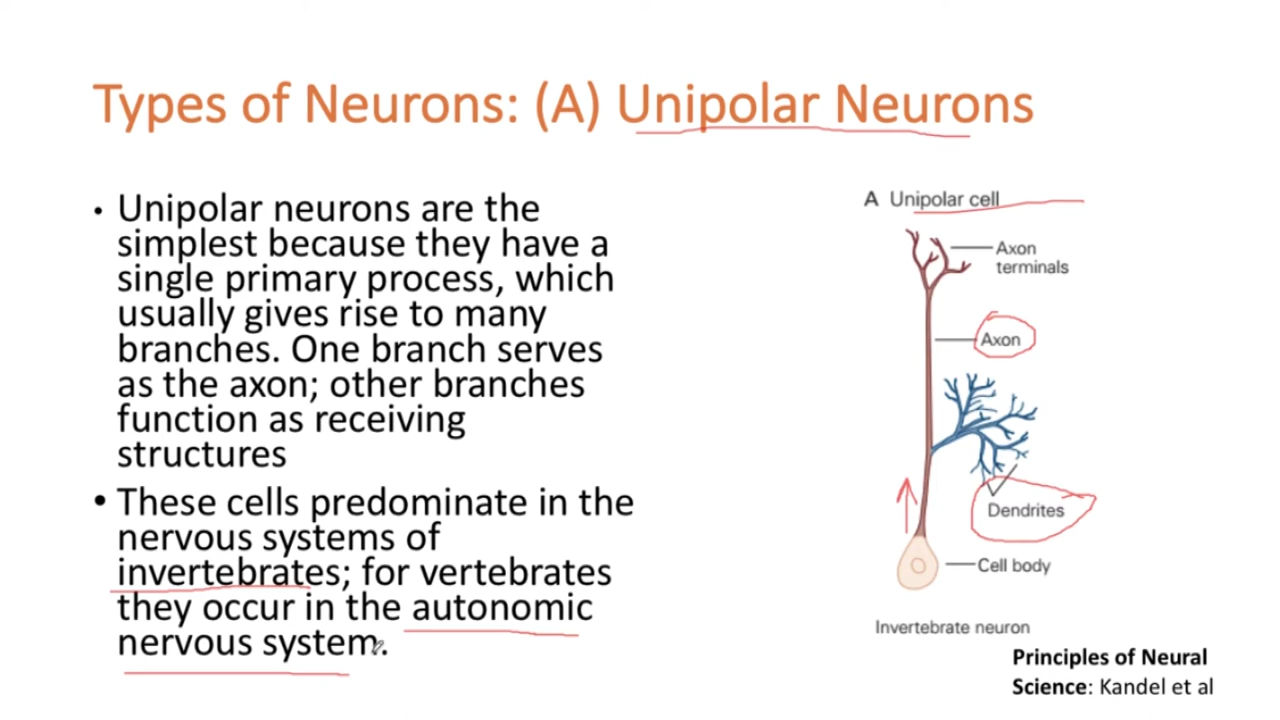 Types of Neurons: (A) Unipolar Neurons
• Unipolar neurons are the
simplest because they have a
single primary process, which
usually gives rise to many
branches. One branch serves
as the axon; other branches
function as receiving
structures
• These cells predominate in the
nervous systems of
invertebrates; for vertebrates
they occur in the autonomic
nervous system.
A Unipolar cell
Axon
terminals
Axon
Dendrites
Cell body
Invertebrate neuron
Principles of Neural
Science: Kandel et al